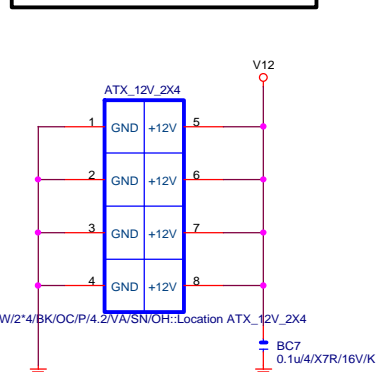 V12
ATX_12V_2X4
1 GND +12V 5
2 GND +12V 6
3 GND +12V 7
4 GND +12V 8
W/2*4/BK/OC/P/4.2/VA/SN/OH::Location ATX_12V_2X4
BC7
0.1u/4/X7R/16V/K